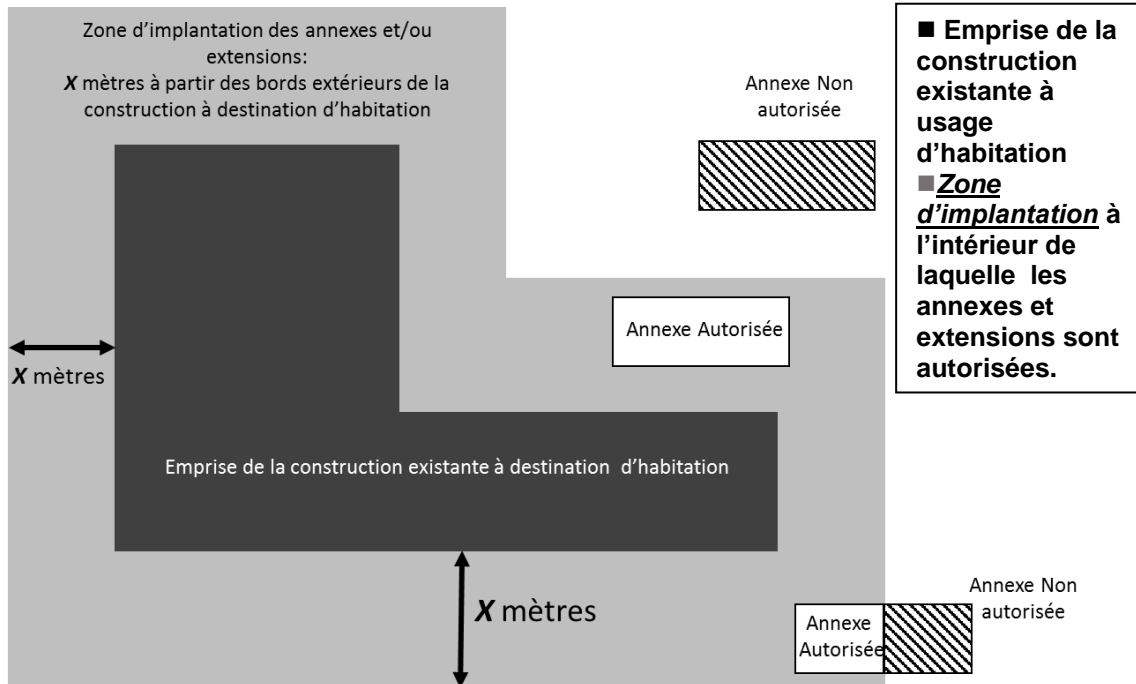 Zone d’implantation des annexes et/ou
extensions:
X mètres à partir des bords extérieurs de la
construction à destination d’habitation
Annexe Non
autorisée
■ Emprise de la
construction
existante à
usage
d’habitation
■Zone
d’implantation à
l’intérieur de
laquelle les
annexes et
extensions sont
autorisées.
Annexe Autorisée
X mètres
Emprise de la construction existante à destination d’habitation
X mètres
Annexe
Autorisée
Annexe Non
autorisée